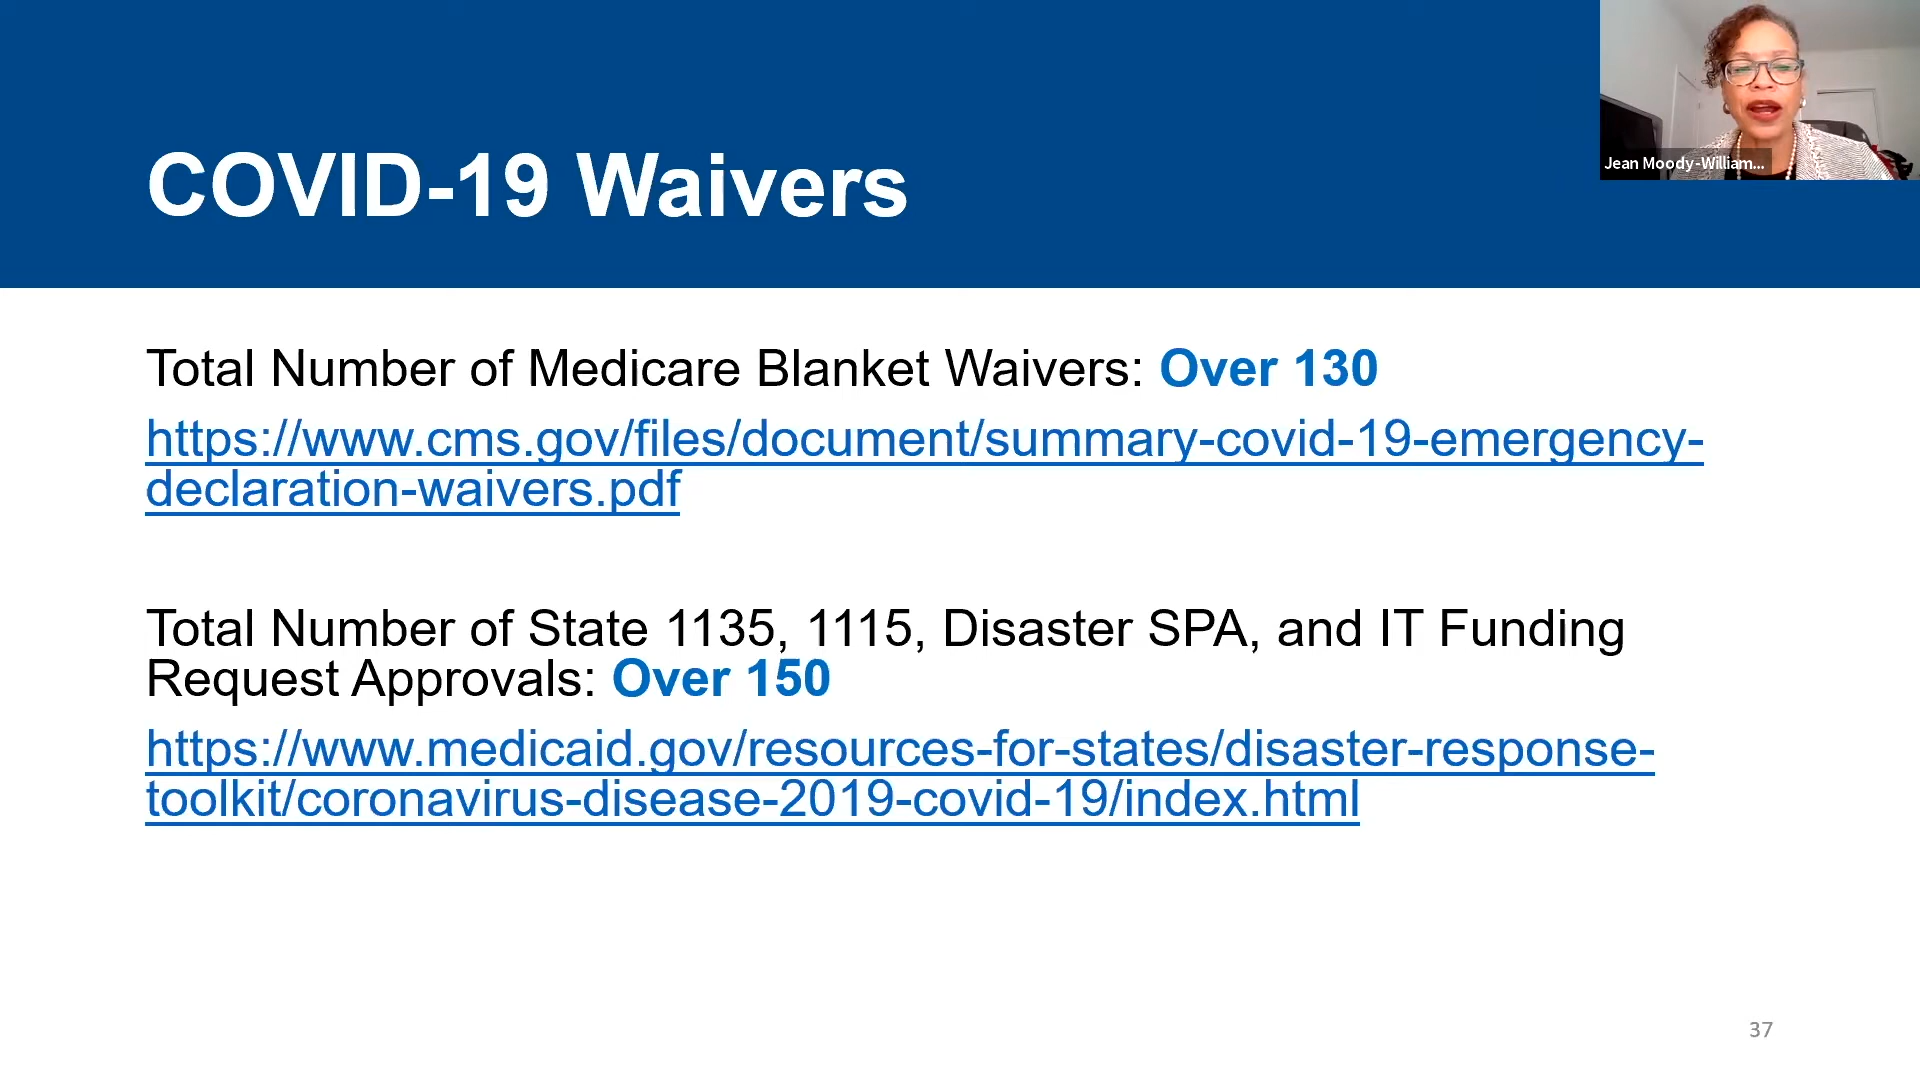 COVID-19 Waivers
Jean Moody-William...
Total Number of Medicare Blanket Waivers: Over 130
https://www.cms.gov/files/document/summary-covid-19-emergency-
declaration-waivers.pdf
Total Number of State 1135, 1115, Disaster SPA, and IT Funding
Request Approvals: Over 150
https://www.medicaid.gov/resources-for-states/disaster-response-
toolkit/coronavirus-disease-2019-covid-19/index.html
37